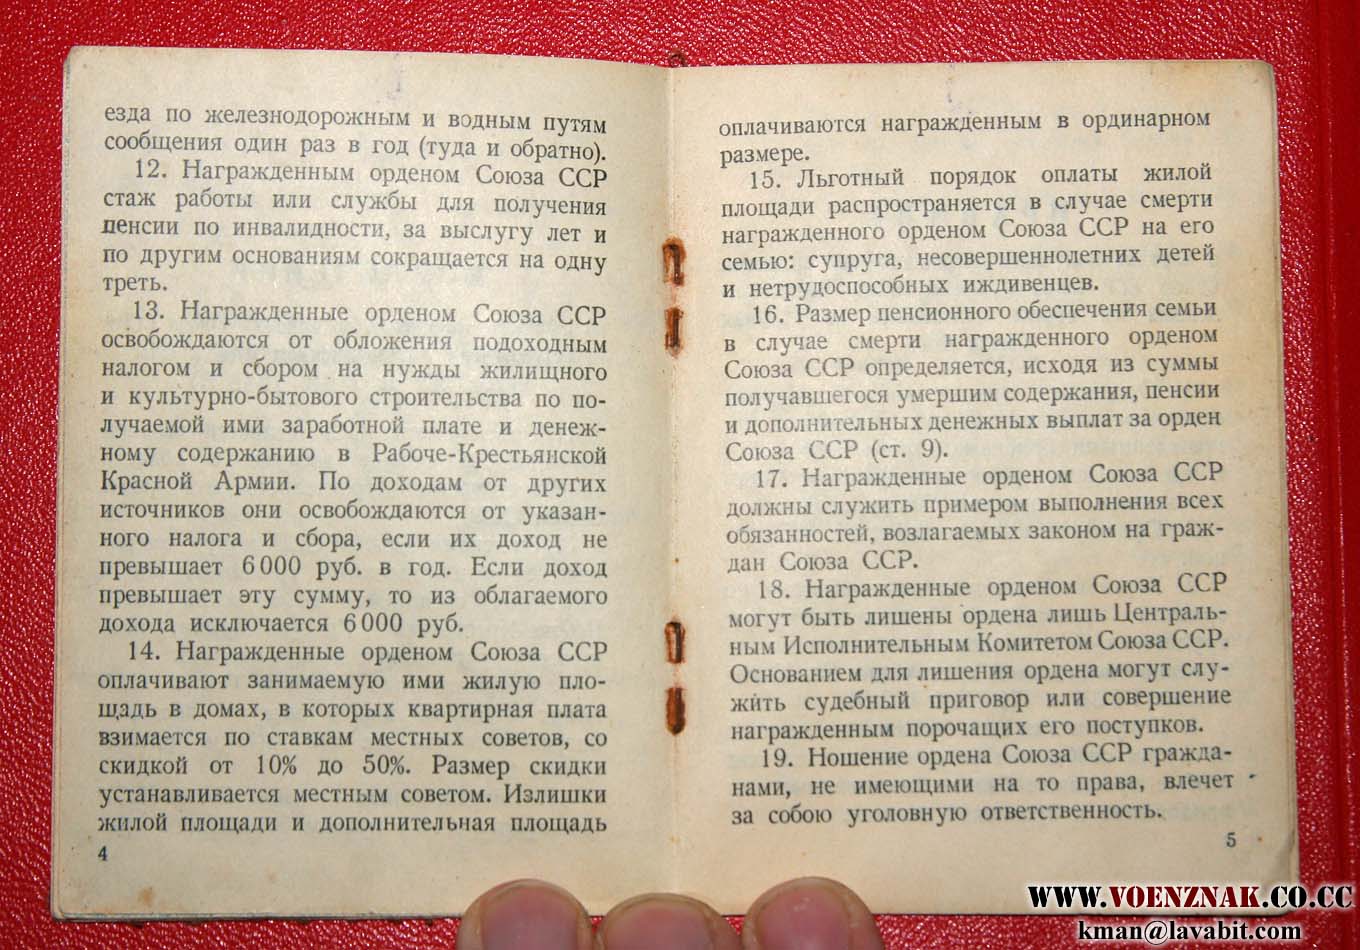 езда по железнодорожным и водным путям
сообщения один раз в год (туда и обратно).
12. Награжденным орденом Союза ССР
стаж работы или службы для получения
пенсии по инвалидности, за выслугу лет и
по другим основаниям сокращается на одну
треть.
13. Награжденные орденом Союза ССР
освобождаются от обложения подоходным
налогом и сбором на нужды жилищного
и культурно-бытового строительства по по-
лучаемой ими заработной плате и денеж-
ному содержанию в Рабоче-Крестьянской
Красной Армии. По доходам от других
источников они освобождаются от указан-
ного налога и сбора, если их доход не
превышает 6 000 руб. в год. Если доход
превышает эту сумму, то из облагаемого
дохода исключается 6 000 руб.
14. Награжденные орденом Союза ССР
оплачивают занимаемую ими жилую пло-
щадь в домах, в которых квартирная плата
взимается по ставкам местных советов, со
скидкой от 10% до 50%. Размер скидки
устанавливается местным советом. Излишки
жилой площади и дополнительная площадь
4
оплачиваются награжденным в ординарном
размере.
15. Льготный порядок оплаты жилой
площади распространяется в случае смерти
награжденного орденом Союза ССР на его
семью: супруга, несовершеннолетних детей
и нетрудоспособных иждивенцев.
16. Размер пенсионного обеспечения семьи
в случае смерти награжденного орденом
Союза ССР определяется, исходя из суммы
получавшегося умершим содержания, пенсии
и дополнительных денежных выплат за орден
Союза ССР (ст. 9).
17. Награжденные орденом Союза ССР
должны служить примером выполнения всех
обязанностей, возлагаемых законом на граж-
дан Союза ССР.
18. Награжденные орденом Союза ССР
могут быть лишены ордена лишь Централь-
ным Исполнительным Комитетом Союза ССР.
Основанием для лишения ордена могут слу-
жить судебный приговор или совершение
награжденным порочащих его поступков.
19. Ношение ордена Союза ССР гражда-
нами, не имеющими на то права, влечет
за собою уголовную ответственность.
5
WWW.VOENZNAK.CO.CC
kman@lavabit.com